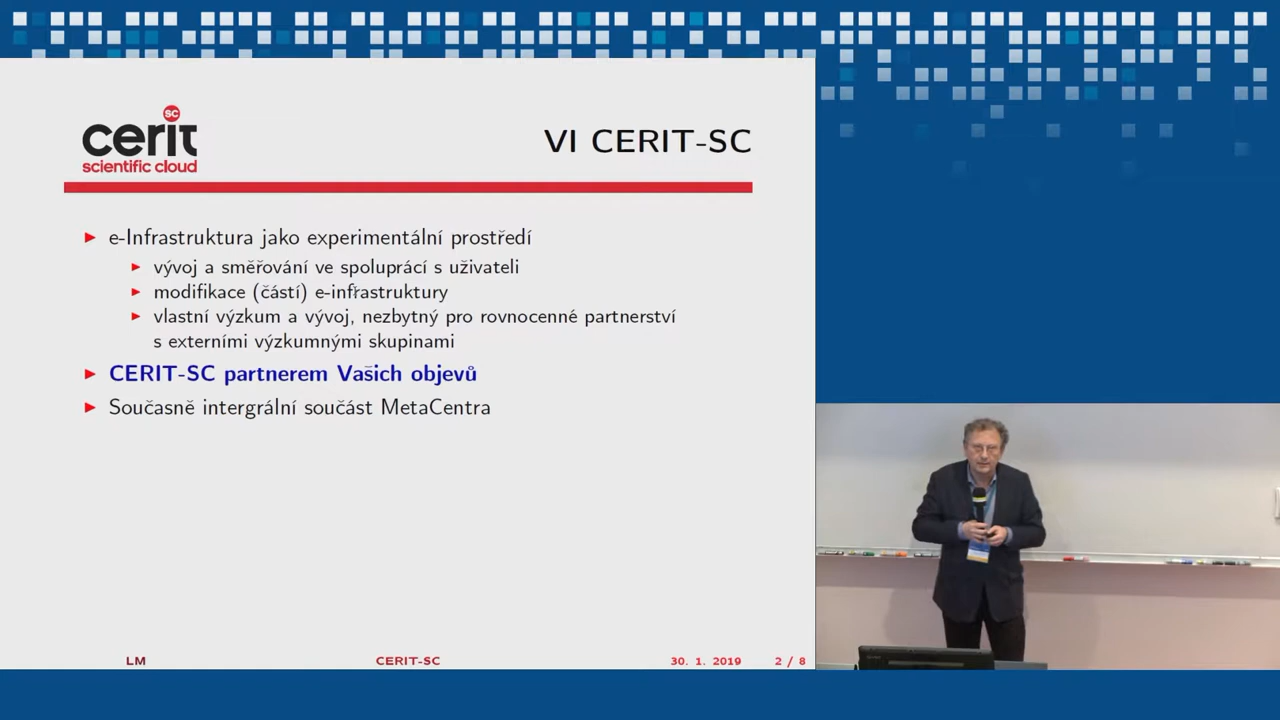 sc
cerit
scientific cloud
VI CERIT-SC
e-Infrastruktura jako experimentální prostředí
vývoj a směřování ve spoluprácí s uživateli
modifikace (částí) e-infrastruktury
vlastní výzkum a vývoj, nezbytný pro rovnocenné partnerství
s externími výzkumnými skupinami
CERIT-SC partnerem Vašich objevů
Současně intergrální součást MetaCentra
LM CERIT-SC 30. 1. 2019 2 / 8